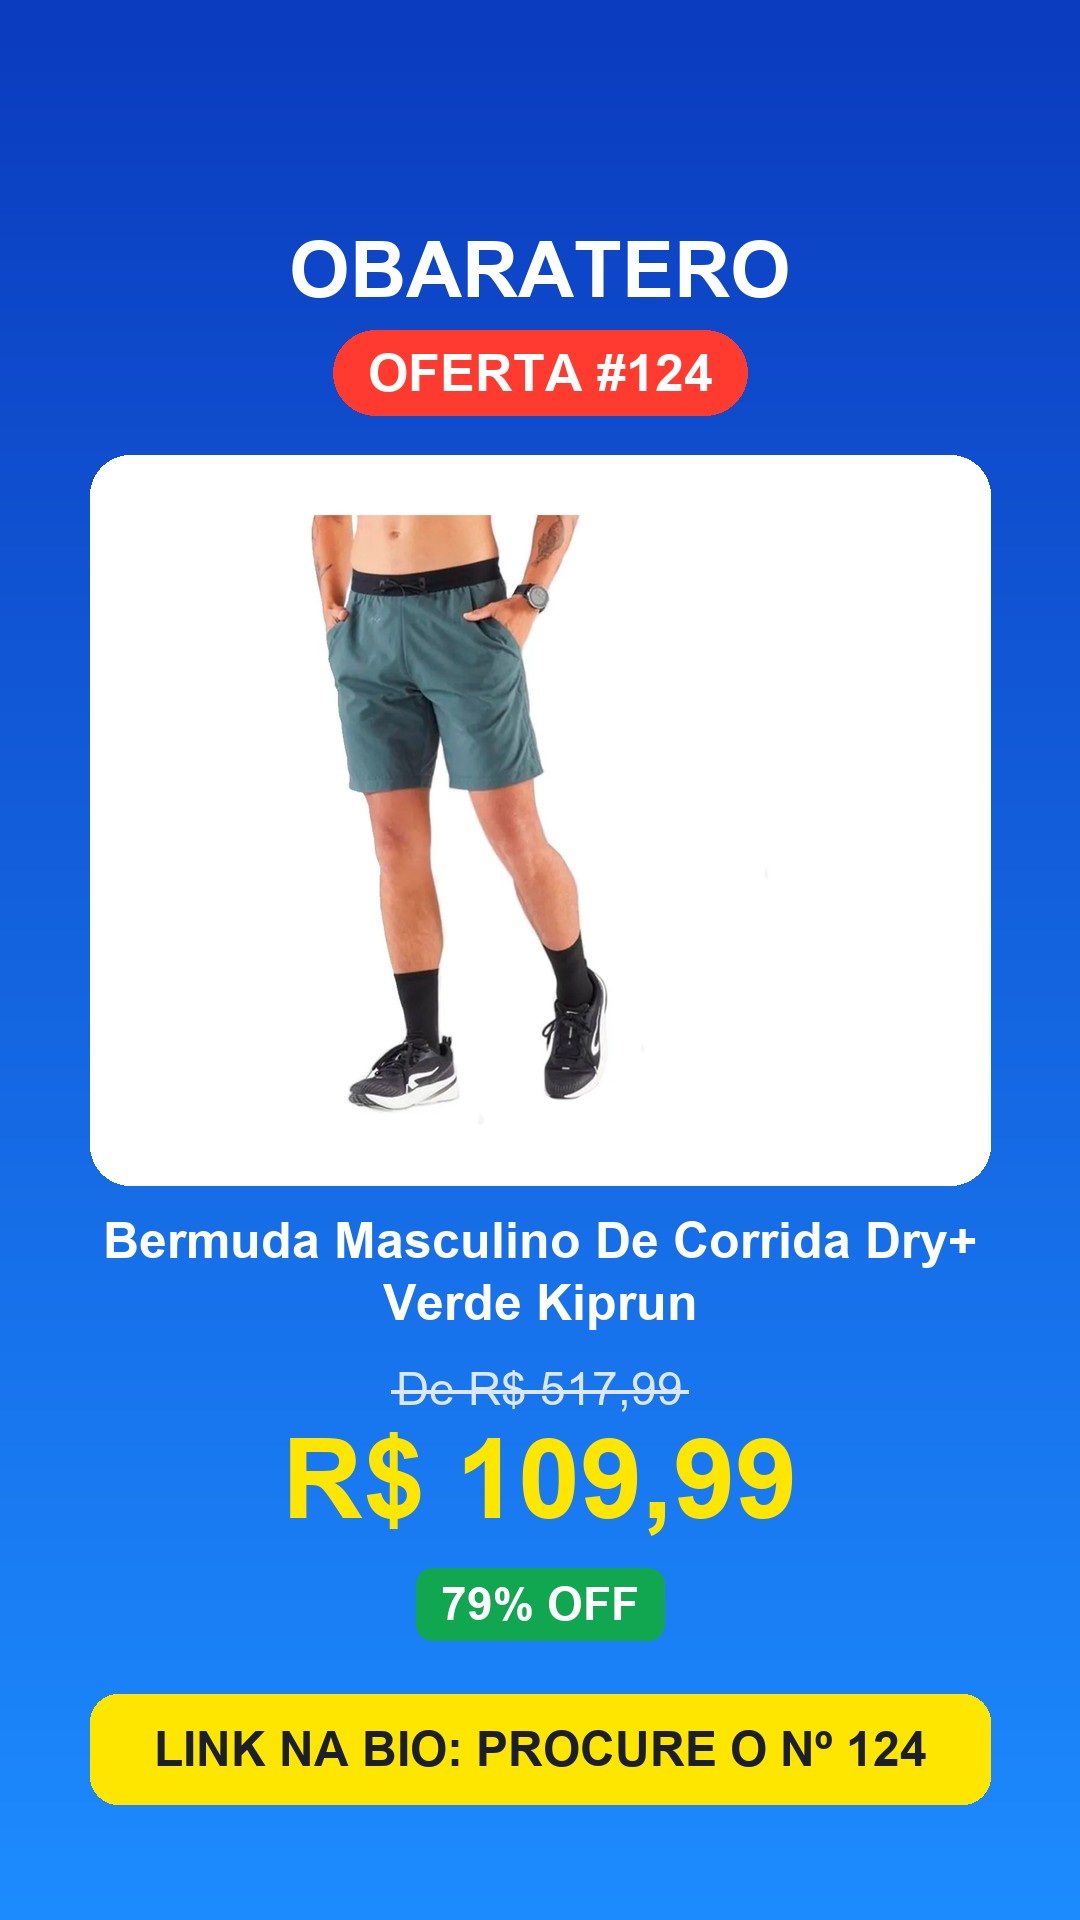 OBARATERO
OFERTA #124
Bermuda Masculino De Corrida Dry+
Verde Kiprun
De R$ 517,99
R$ 109,99
79% OFF
LINK NA BIO: PROCURE O Nº 124